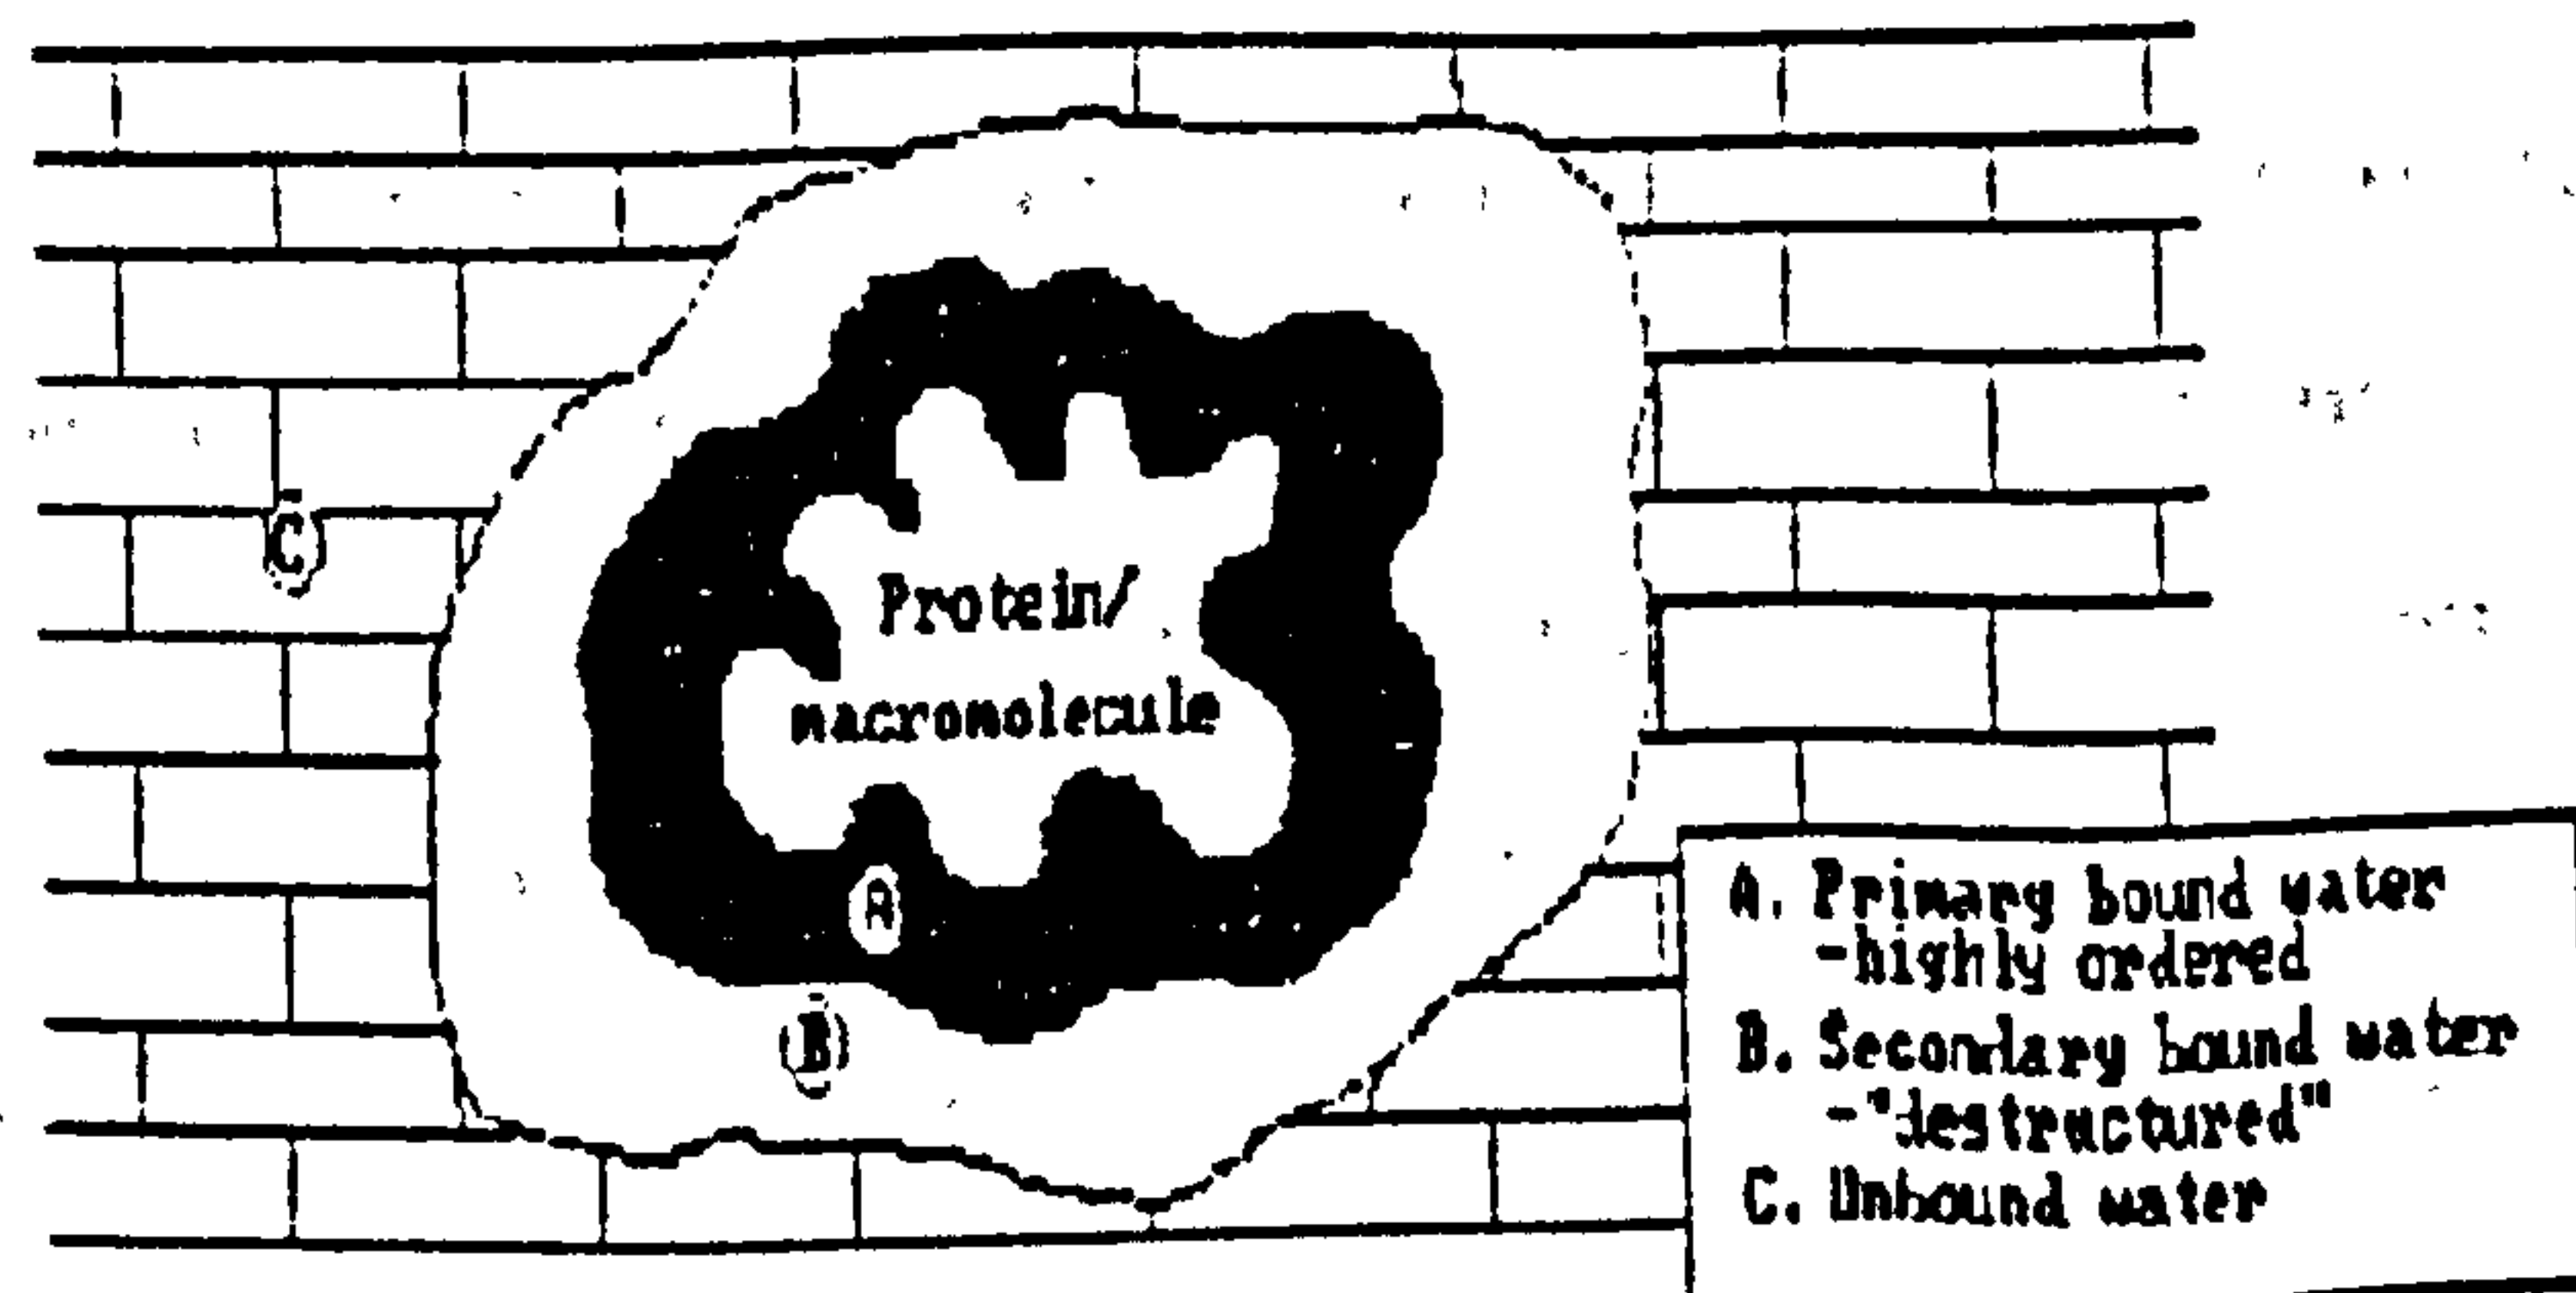 Protein/
macromolecule
C
A
B
A. Primary bound water
-highly ordered
B. Secondary bound water
-"destructured"
C. Unbound water